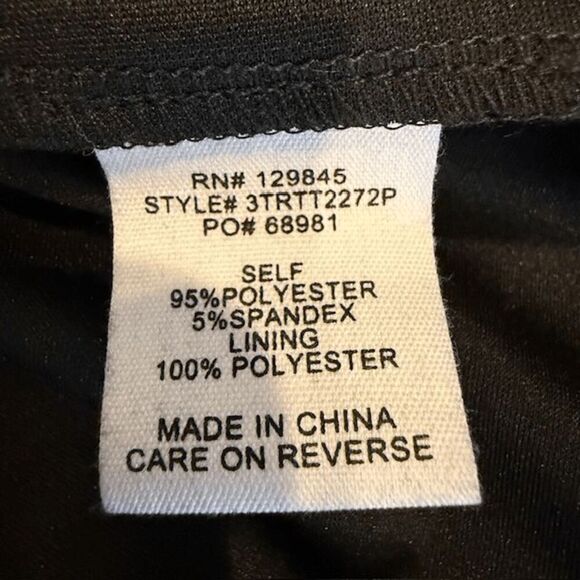 RN# 129845
STYLE# 3TRTT2272P
PO# 68981
SELF
95%POLYESTER
5%SPANDEX
LINING
100% POLYESTER
MADE IN CHINA
CARE ON REVERSE